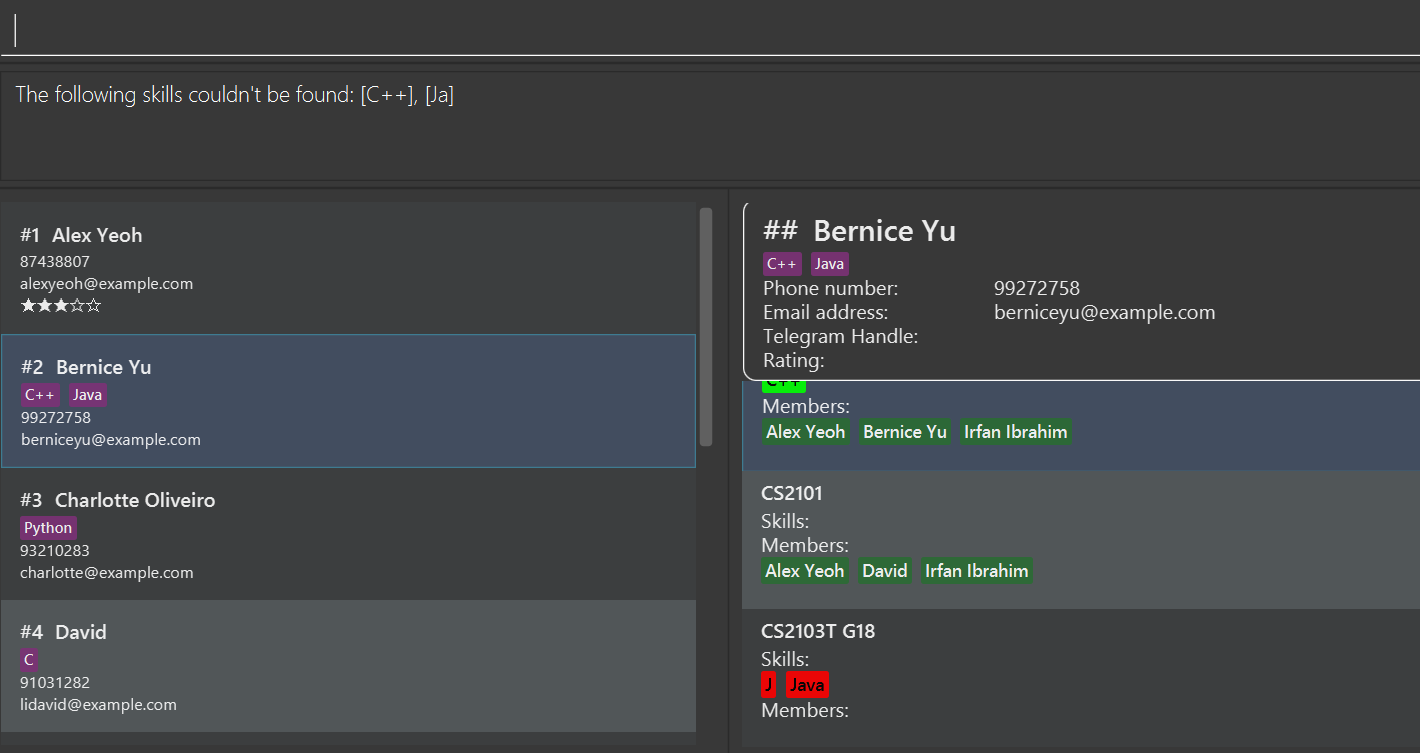 The following skills couldn't be found: [C++], [Ja]
#1 Alex Yeoh
87438807
alexyeoh@example.com
★★★☆☆
#2 Bernice Yu
C++ Java
99272758
berniceyu@example.com
#3 Charlotte Oliveiro
Python
93210283
charlotte@example.com
#4 David
C
91031282
lidavid@example.com
## Bernice Yu
C++ Java
Phone number: 99272758
Email address: berniceyu@example.com
Telegram Handle:
Rating:
C++
Members:
Alex Yeoh Bernice Yu Irfan Ibrahim
CS2101
Skills:
Members:
Alex Yeoh David Irfan Ibrahim
CS2103T G18
Skills:
J Java
Members: